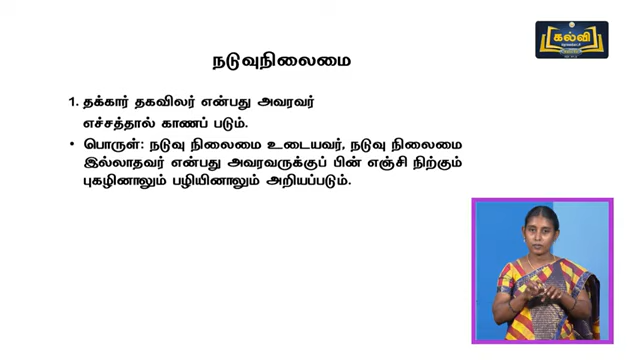 கல்வி
நடுவுநிலைமை
1. தக்கார் தகவிலர் என்பது அவரவர்
எச்சத்தால் காணப் படும்.
• பொருள்: நடுவு நிலைமை உடையவர், நடுவு நிலைமை
இல்லாதவர் என்பது அவரவருக்குப் பின் எஞ்சி நிற்கும்
புகழினாலும் பழியினாலும் அறியப்படும்.